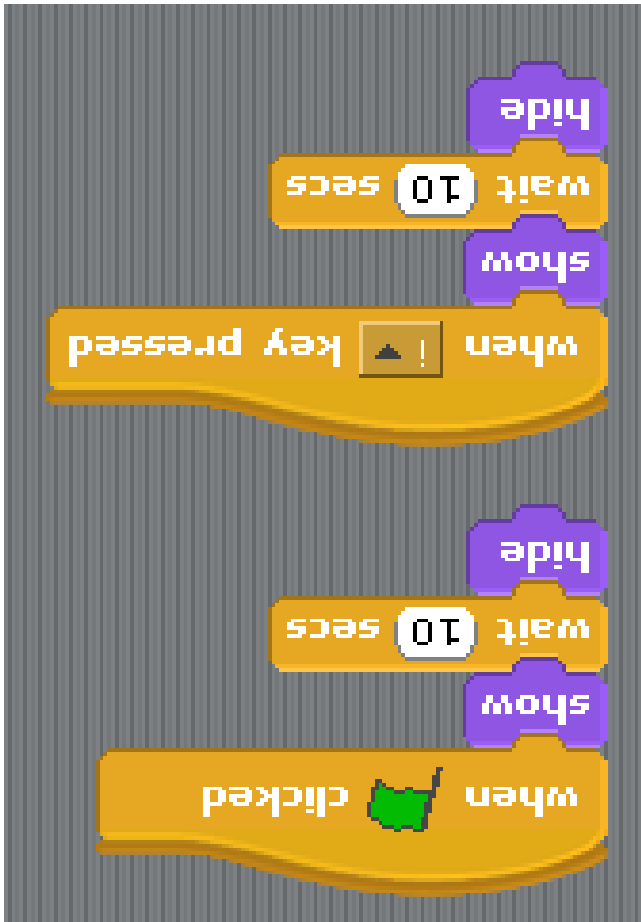 when clicked
show
wait 10 secs
hide
when i key pressed
show
wait 10 secs
hide